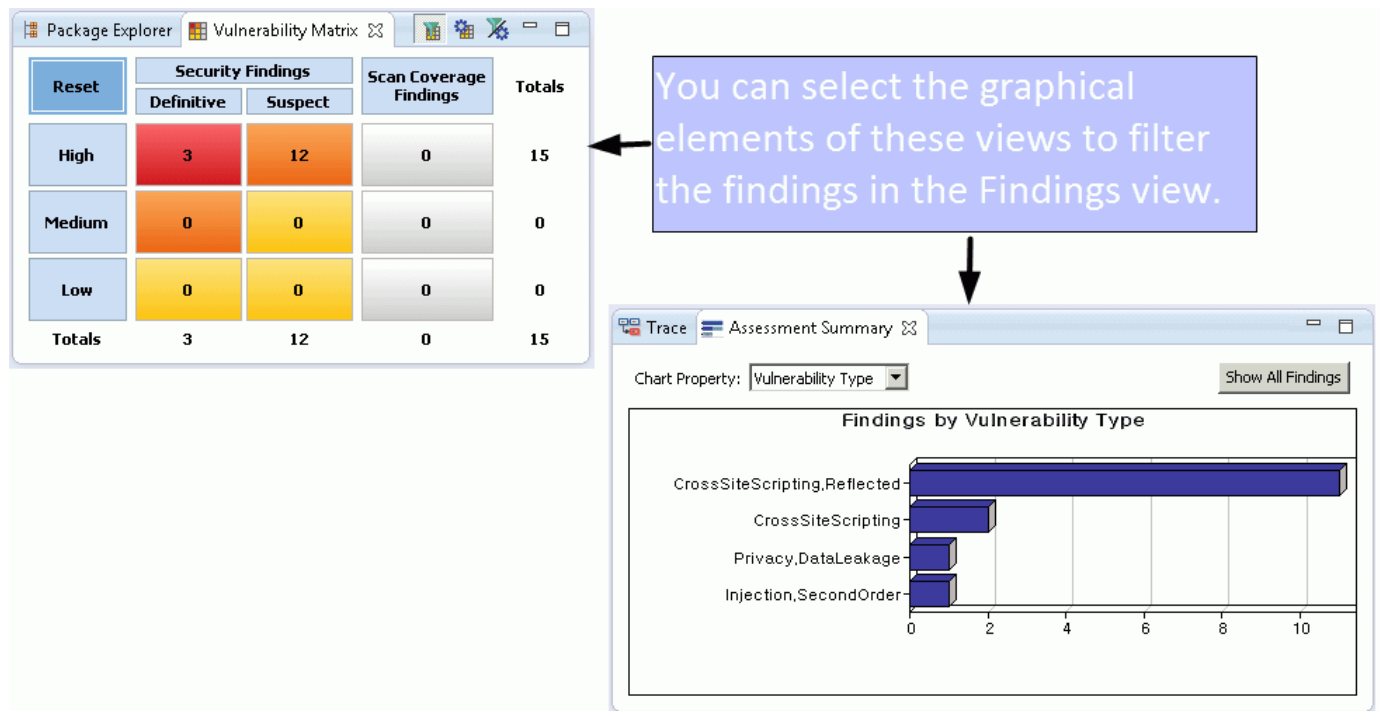 Package Explorer Vulnerability Matrix
Reset Security Findings Scan Coverage Findings Totals
Definitive Suspect
High 3 12 0 15
Medium 0 0 0 0
Low 0 0 0 0
Totals 3 12 0 15
You can select the graphical
elements of these views to filter
the findings in the Findings view.
Trace Assessment Summary
Chart Property: Vulnerability Type Show All Findings
Findings by Vulnerability Type
CrossSiteScripting,Reflected
CrossSiteScripting
Privacy,DataLeakage
Injection,SecondOrder
0 2 4 6 8 10